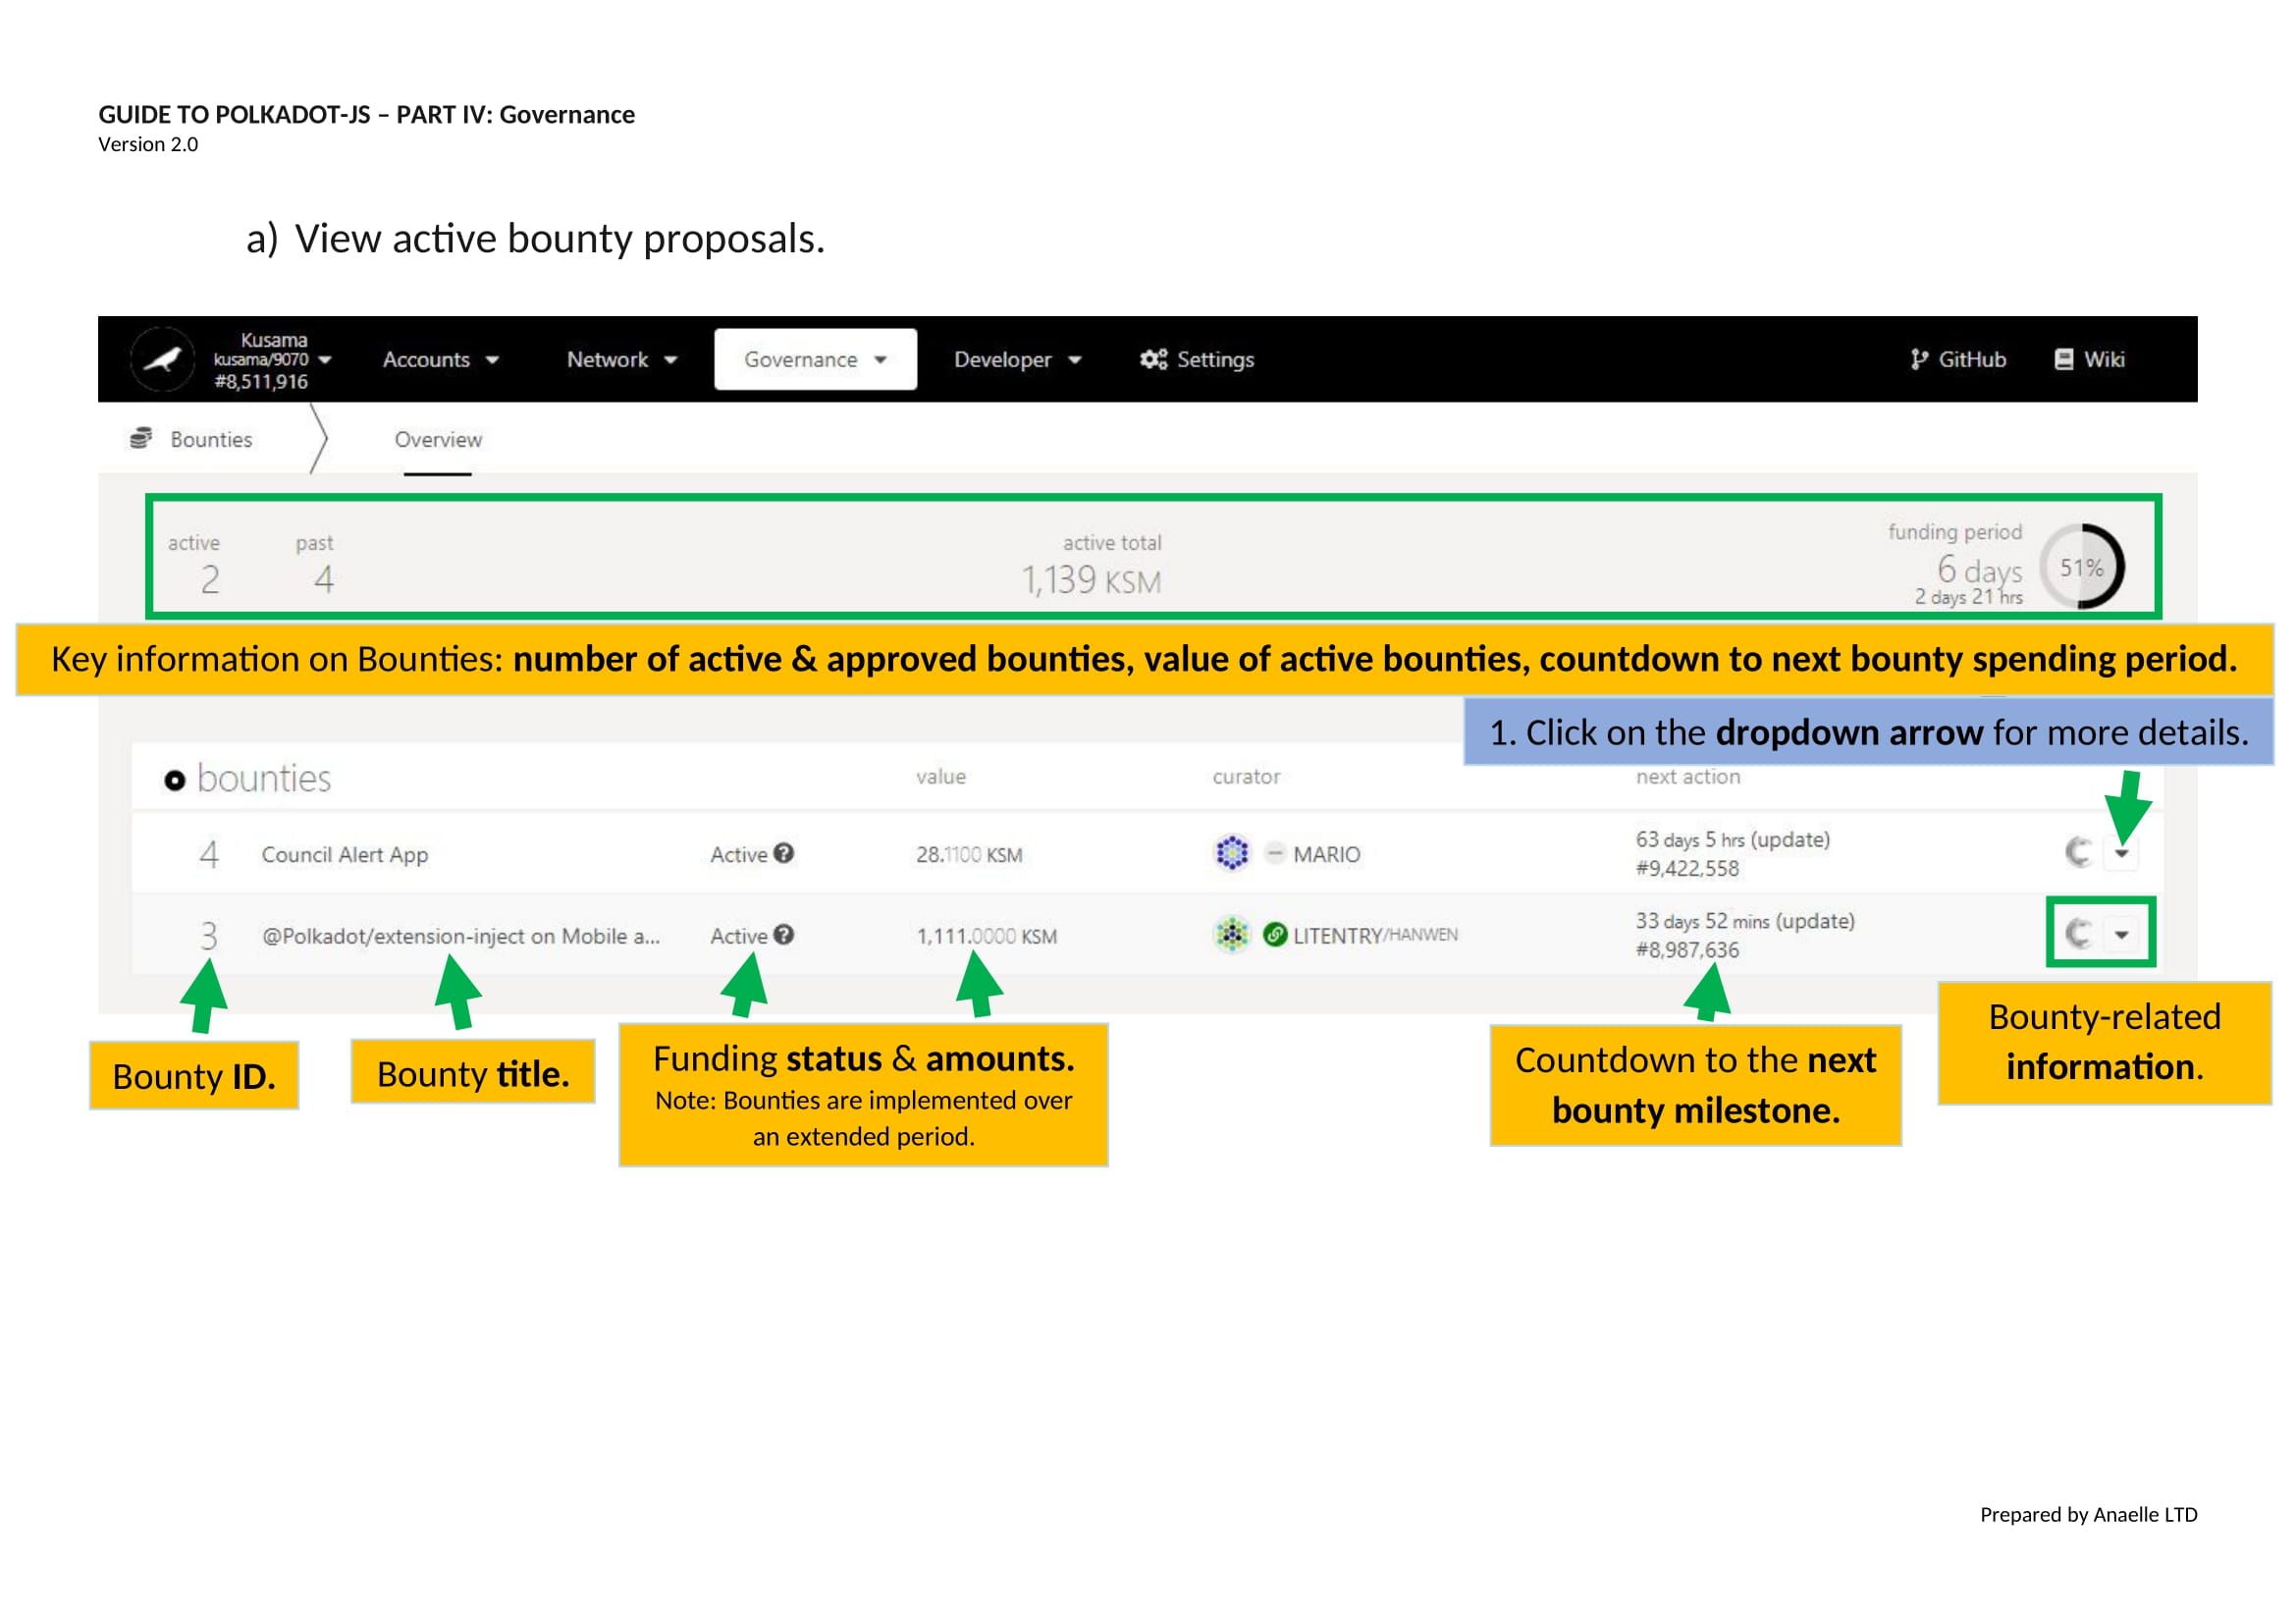 GUIDE TO POLKADOT-JS – PART IV: Governance
Version 2.0
a) View active bounty proposals.
Kusama
kusama/9070
#8,511,916
Accounts
Network
Governance
Developer
Settings
GitHub
Wiki
Bounties
Overview
active
2
past
4
active total
1,139 KSM
funding period
6 days
2 days 21 hrs
51%
Key information on Bounties: number of active & approved bounties, value of active bounties, countdown to next bounty spending period.
1. Click on the dropdown arrow for more details.
bounties value curator next action
4 Council Alert App Active 28.1100 KSM MARIO 63 days 5 hrs (update)
#9,422,558
3 @Polkadot/extension-inject on Mobile a... Active 1,111.0000 KSM LITENTRY/HANWEN 33 days 52 mins (update)
#8,987,636
Bounty ID.
Bounty title.
Funding status & amounts.
Note: Bounties are implemented over
an extended period.
Countdown to the next
bounty milestone.
Bounty-related
information.
Prepared by Anaelle LTD